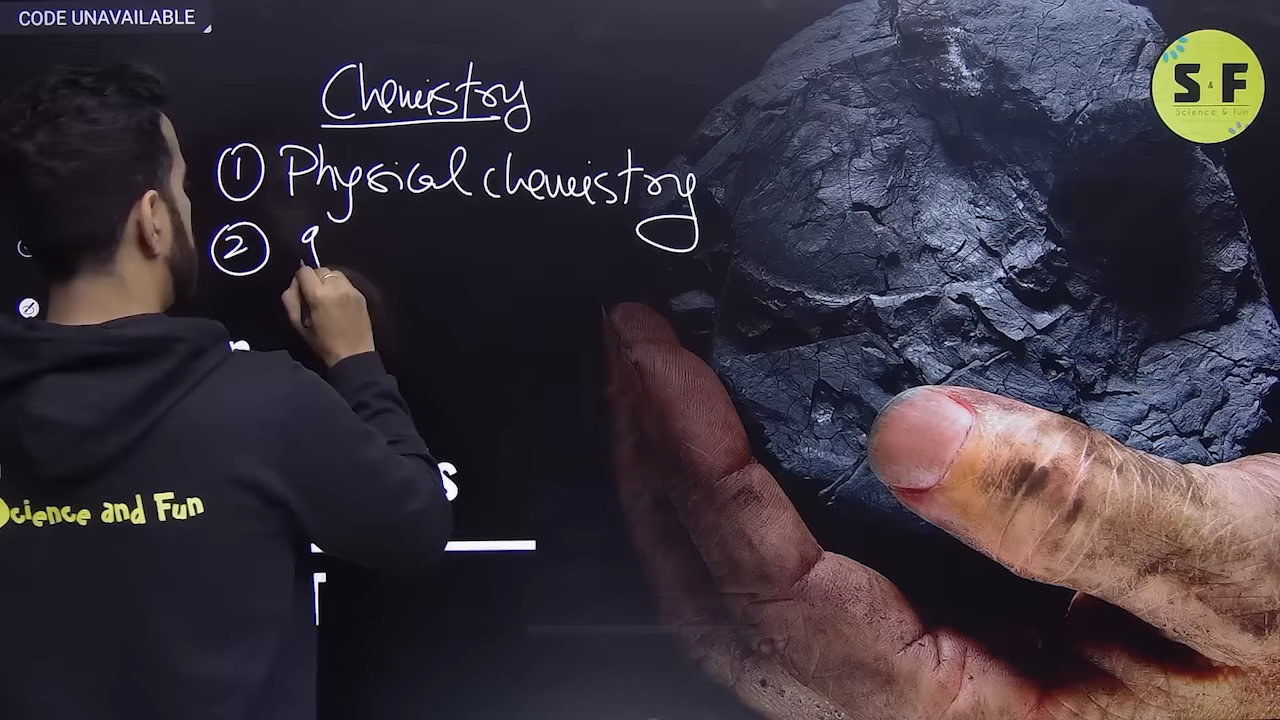 CODE UNAVAILABLE
S & F
Science & fun
Chemistry
① Physical chemistry
②
Science and Fun
s